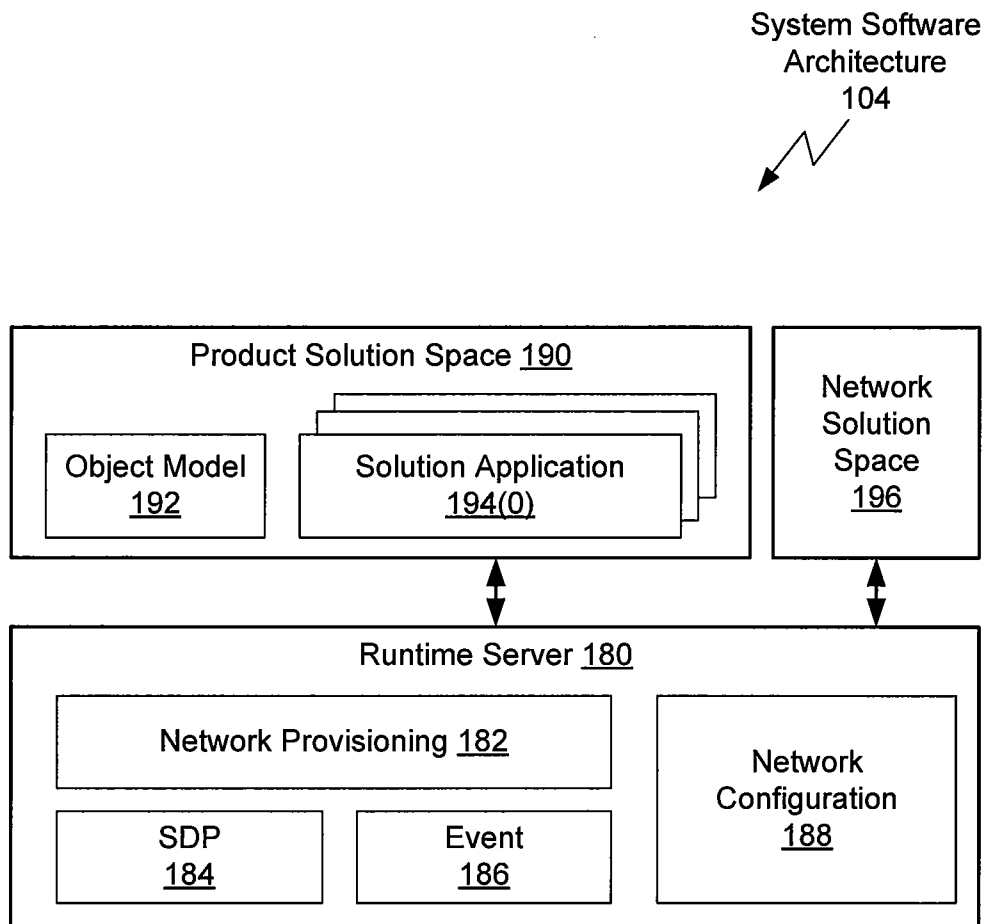 System Software
Architecture
104
Product Solution Space 190
Object Model
192
Solution Application
194(0)
Network
Solution
Space
196
Runtime Server 180
Network Provisioning 182
SDP
184
Event
186
Network
Configuration
188